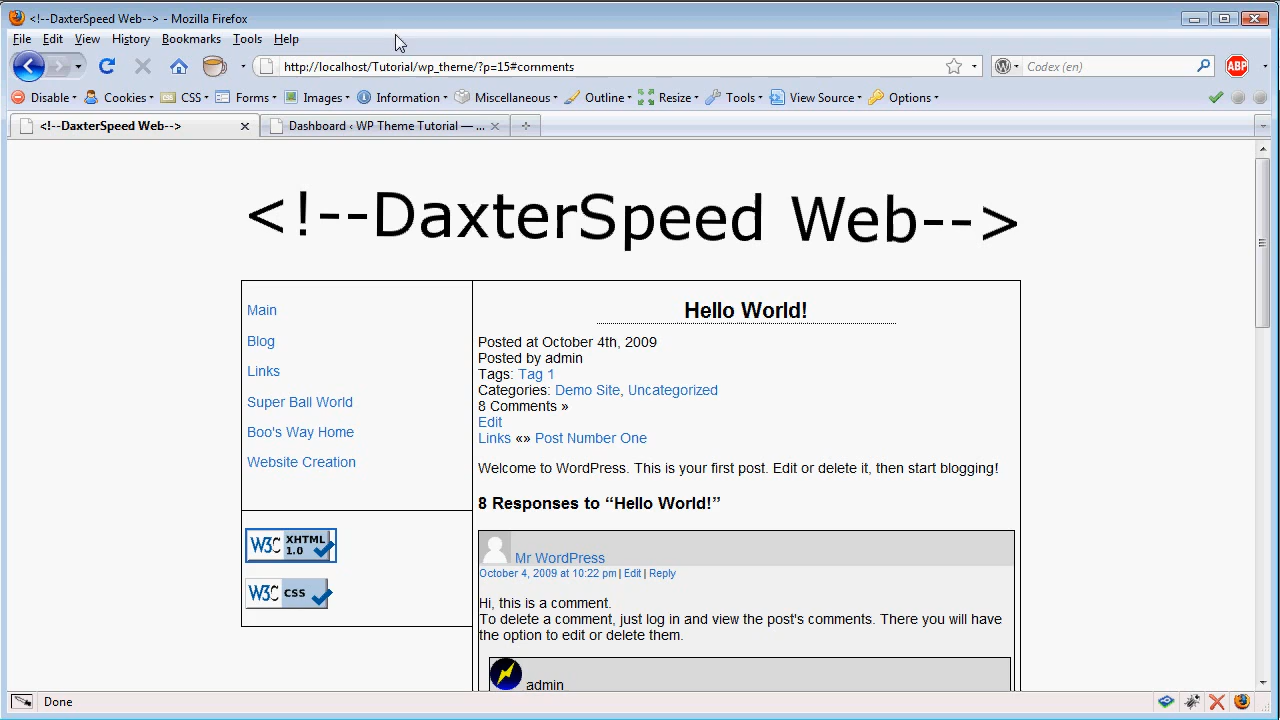 <!--DaxterSpeed Web--> - Mozilla Firefox
File Edit View History Bookmarks Tools Help
http://localhost/Tutorial/wp_theme/?p=15#comments
Codex (en)
ABP
Disable Cookies CSS Forms Images Information Miscellaneous Outline Resize Tools View Source Options
<!--DaxterSpeed Web-->
Dashboard ‹ WP Theme Tutorial — ...
<!--DaxterSpeed Web-->
Main
Blog
Links
Super Ball World
Boo's Way Home
Website Creation
W3C XHTML 1.0
W3C CSS
Hello World!
Posted at October 4th, 2009
Posted by admin
Tags: Tag 1
Categories: Demo Site, Uncategorized
8 Comments »
Edit
Links «» Post Number One
Welcome to WordPress. This is your first post. Edit or delete it, then start blogging!
8 Responses to “Hello World!”
Mr WordPress
October 4, 2009 at 10:22 pm | Edit | Reply
Hi, this is a comment.
To delete a comment, just log in and view the post's comments. There you will have
the option to edit or delete them.
admin
Done